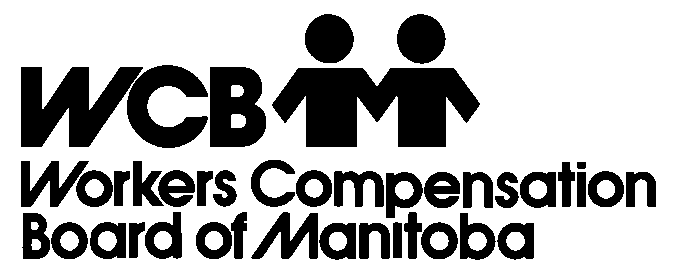 WCB
Workers Compensation
Board of Manitoba